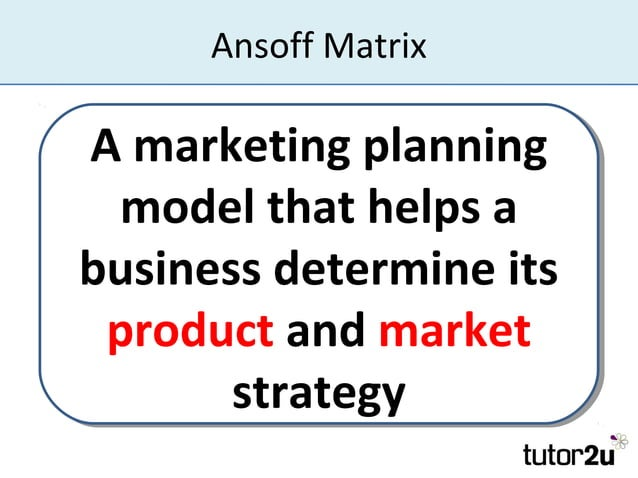 Ansoff Matrix
A marketing planning
model that helps a
business determine its
product and market
strategy
tutor2u